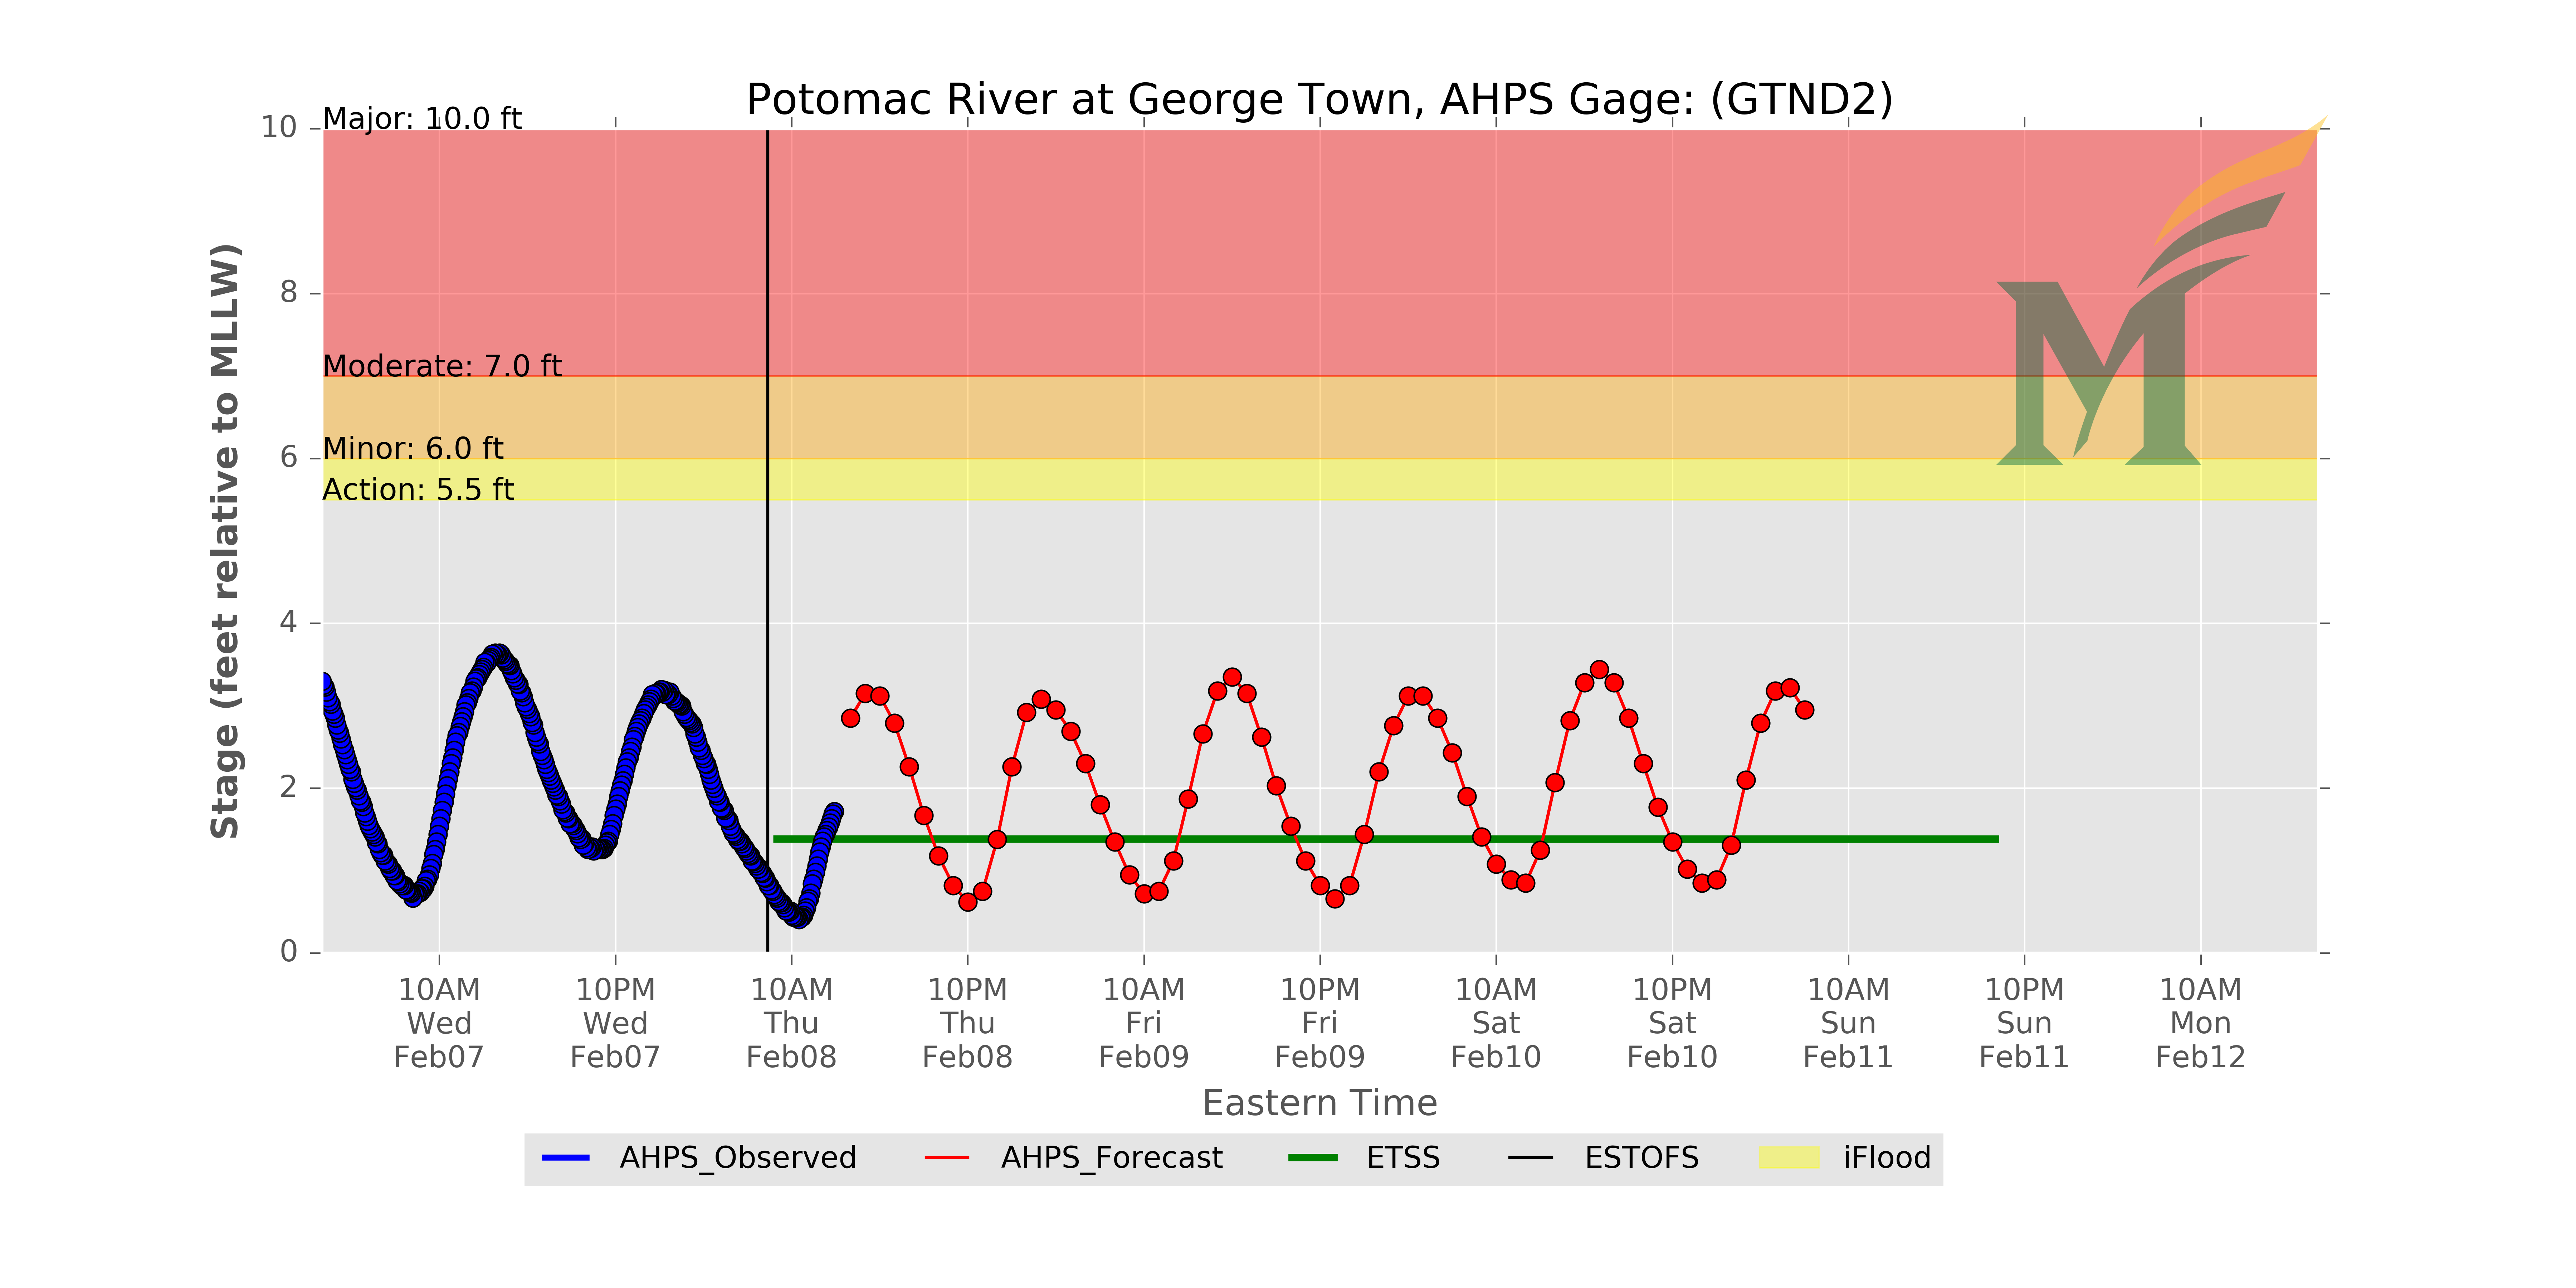 Potomac River at George Town, AHPS Gage: (GTND2)
Major: 10.0 ft
Moderate: 7.0 ft
Minor: 6.0 ft
Action: 5.5 ft
Stage (feet relative to MLLW)
10
8
6
4
2
0
10AM 10PM 10AM 10PM 10AM 10PM 10AM 10PM 10AM 10PM 10AM
Wed Wed Thu Thu Fri Fri Sat Sat Sun Sun Mon
Feb07 Feb07 Feb08 Feb08 Feb09 Feb09 Feb10 Feb10 Feb11 Feb11 Feb12
Eastern Time
AHPS_Observed AHPS_Forecast ETSS ESTOFS iFlood
M